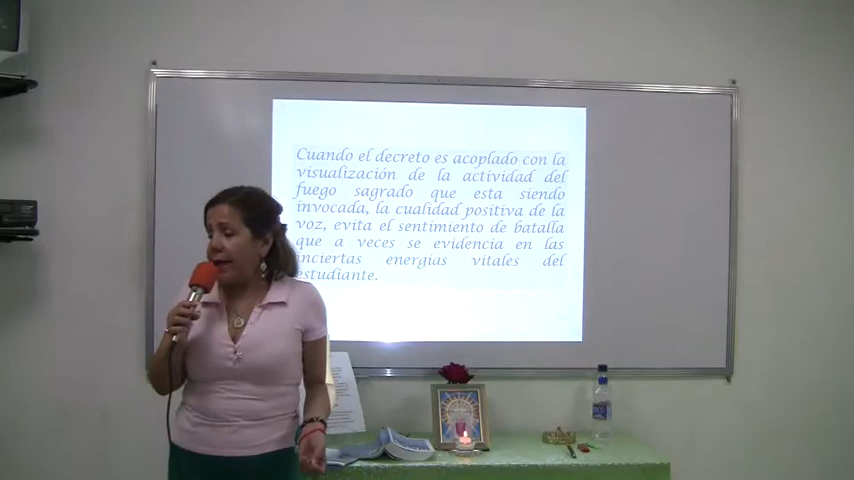 Cuando el decreto es acoplado con la
visualización de la actividad del
fuego sagrado que esta siendo
invocada, la cualidad positiva de la
voz, evita el sentimiento de batalla
que a veces se evidencia en las
inciertas energías vitales del
estudiante.